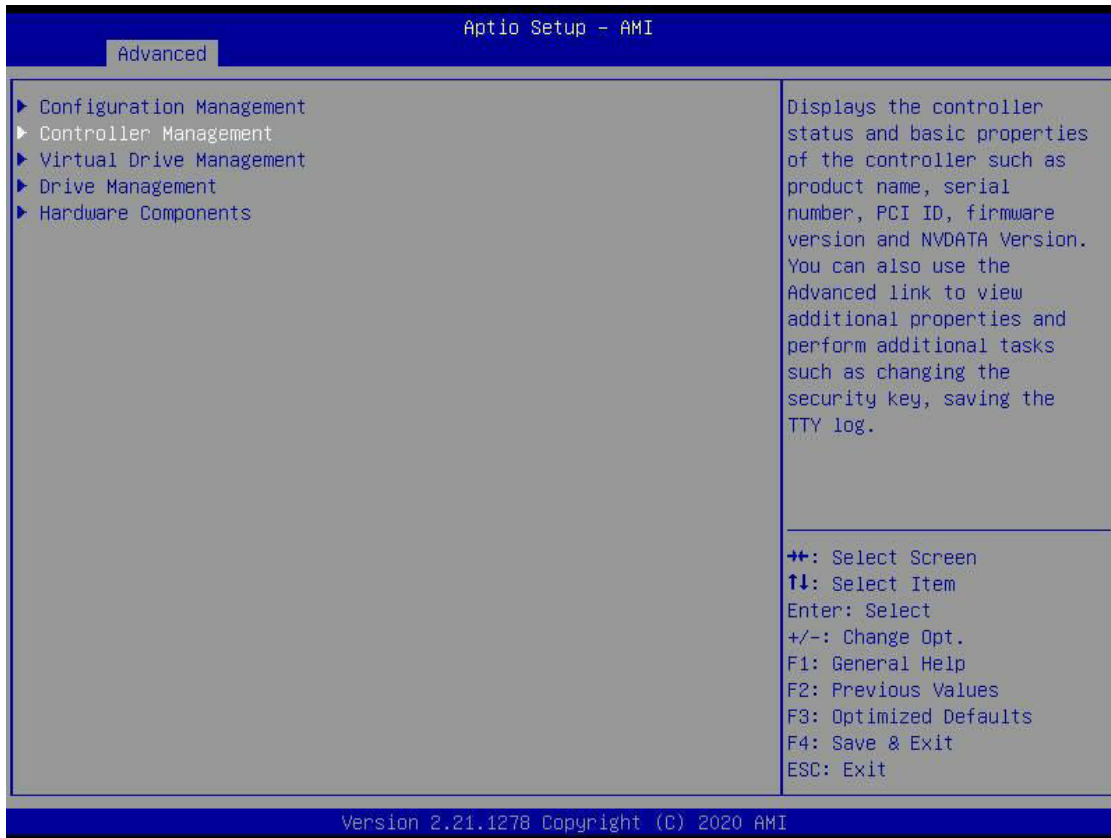 Aptio Setup – AMI
Advanced
▶ Configuration Management
▶ Controller Management
▶ Virtual Drive Management
▶ Drive Management
▶ Hardware Components
Displays the controller
status and basic properties
of the controller such as
product name, serial
number, PCI ID, firmware
version and NVDATA Version.
You can also use the
Advanced link to view
additional properties and
perform additional tasks
such as changing the
security key, saving the
TTY log.
→←: Select Screen
↑↓: Select Item
Enter: Select
+/-: Change Opt.
F1: General Help
F2: Previous Values
F3: Optimized Defaults
F4: Save & Exit
ESC: Exit
Version 2.21.1278 Copyright (C) 2020 AMI